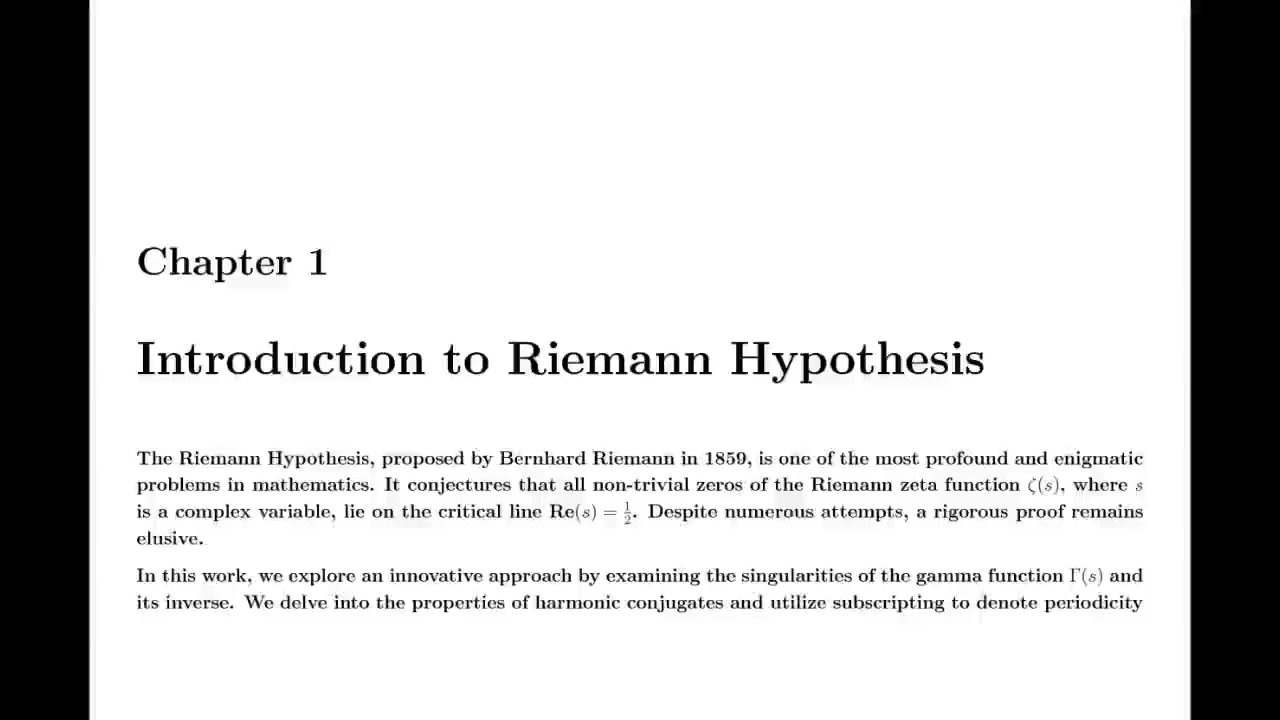 Chapter 1
Introduction to Riemann Hypothesis
The Riemann Hypothesis, proposed by Bernhard Riemann in 1859, is one of the most profound and enigmatic
problems in mathematics. It conjectures that all non-trivial zeros of the Riemann zeta function ζ(s), where s
is a complex variable, lie on the critical line Re(s) = 1/2. Despite numerous attempts, a rigorous proof remains
elusive.
In this work, we explore an innovative approach by examining the singularities of the gamma function Γ(s) and
its inverse. We delve into the properties of harmonic conjugates and utilize subscripting to denote periodicity